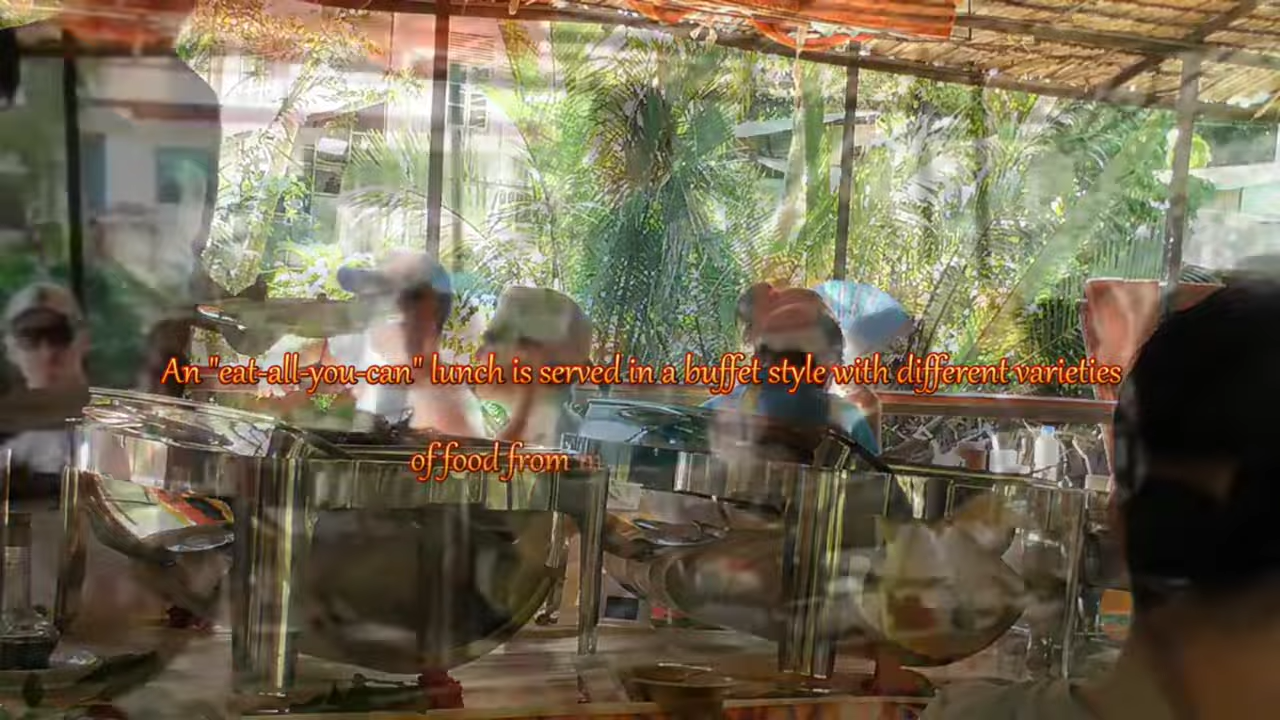 An "eat-all-you-can" lunch is served in a buffet style with different varieties
of food from